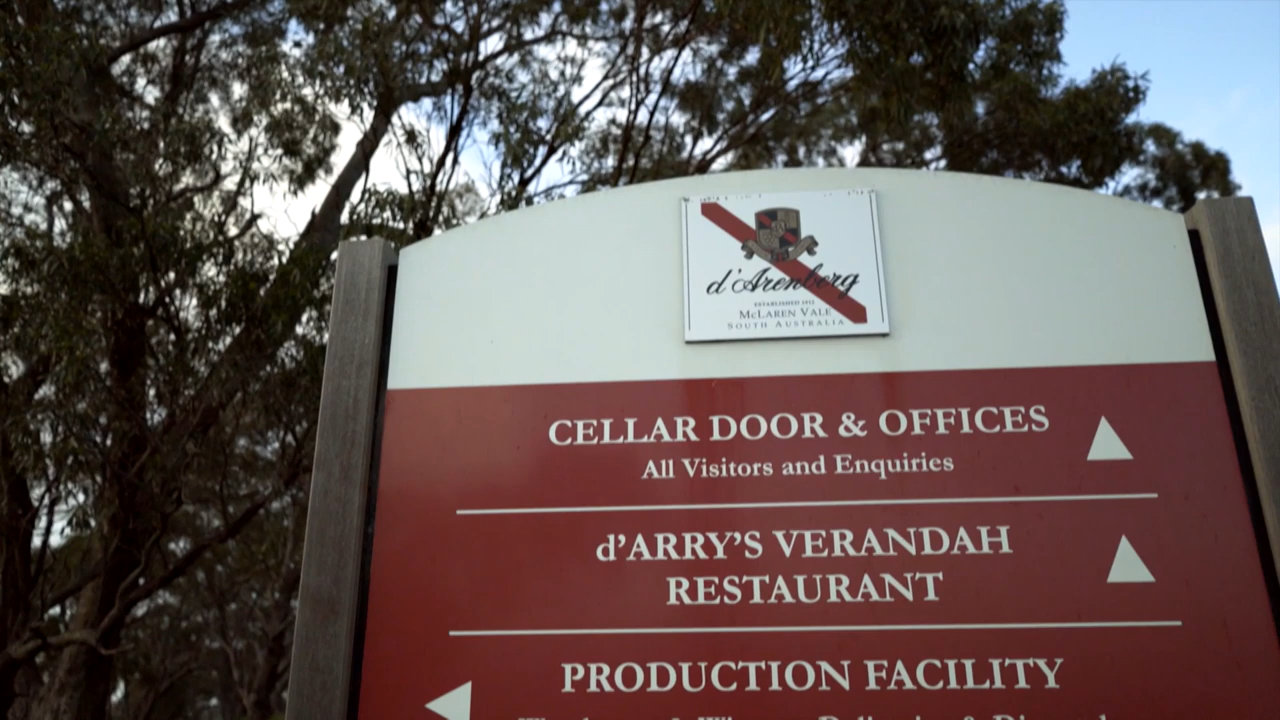 d'Arenberg
ESTABLISHED 1912
McLAREN VALE
SOUTH AUSTRALIA
CELLAR DOOR & OFFICES
All Visitors and Enquiries
d'ARRY'S VERANDAH
RESTAURANT
PRODUCTION FACILITY